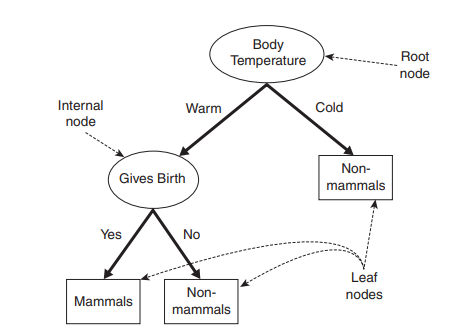 Body
Temperature
Root
node
Internal
node
Warm
Cold
Gives Birth
Non-
mammals
Yes
No
Mammals
Non-
mammals
Leaf
nodes